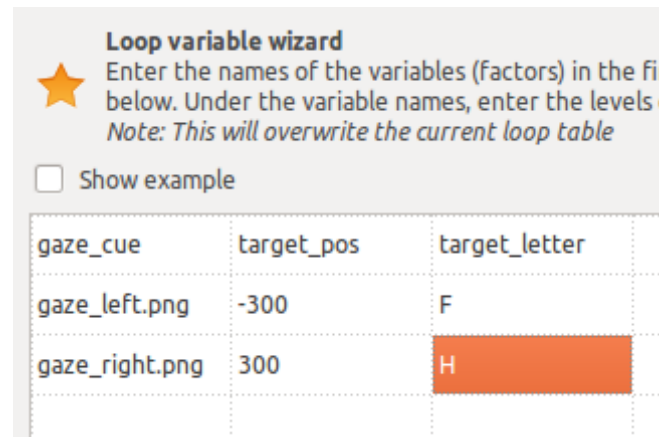 Loop variable wizard
Enter the names of the variables (factors) in the
below. Under the variable names, enter the levels
Note: This will overwrite the current loop table
Show example
gaze_cue target_pos target_letter
gaze_left.png -300 F
gaze_right.png 300 H